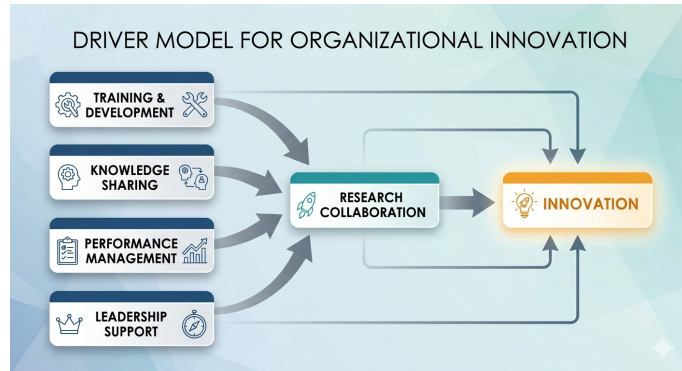 DRIVER MODEL FOR ORGANIZATIONAL INNOVATION
TRAINING &
DEVELOPMENT
KNOWLEDGE
SHARING
PERFORMANCE
MANAGEMENT
LEADERSHIP
SUPPORT
RESEARCH
COLLABORATION
INNOVATION